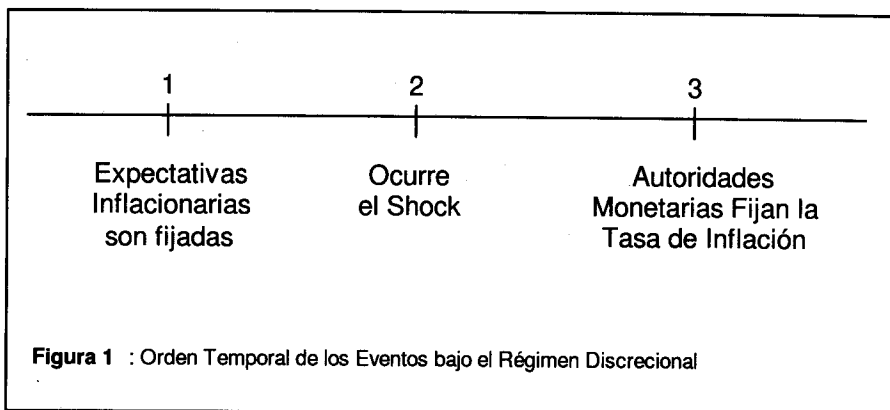 1 2 3
Expectativas Ocurre Autoridades
Inflacionarias el Shock Monetarias Fijan la
son fijadas Tasa de Inflación
Figura 1 : Orden Temporal de los Eventos bajo el Régimen Discrecional